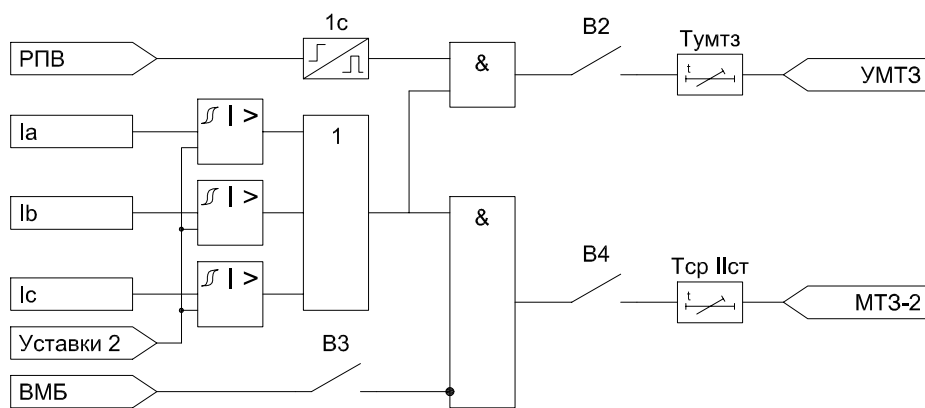 1с
В2
Тумтз
РПВ
&
t
УМТЗ
Ia
I >
1
Ib
I >
&
В4
Тср IIст
Ic
I >
t
МТЗ-2
Уставки 2
В3
ВМБ